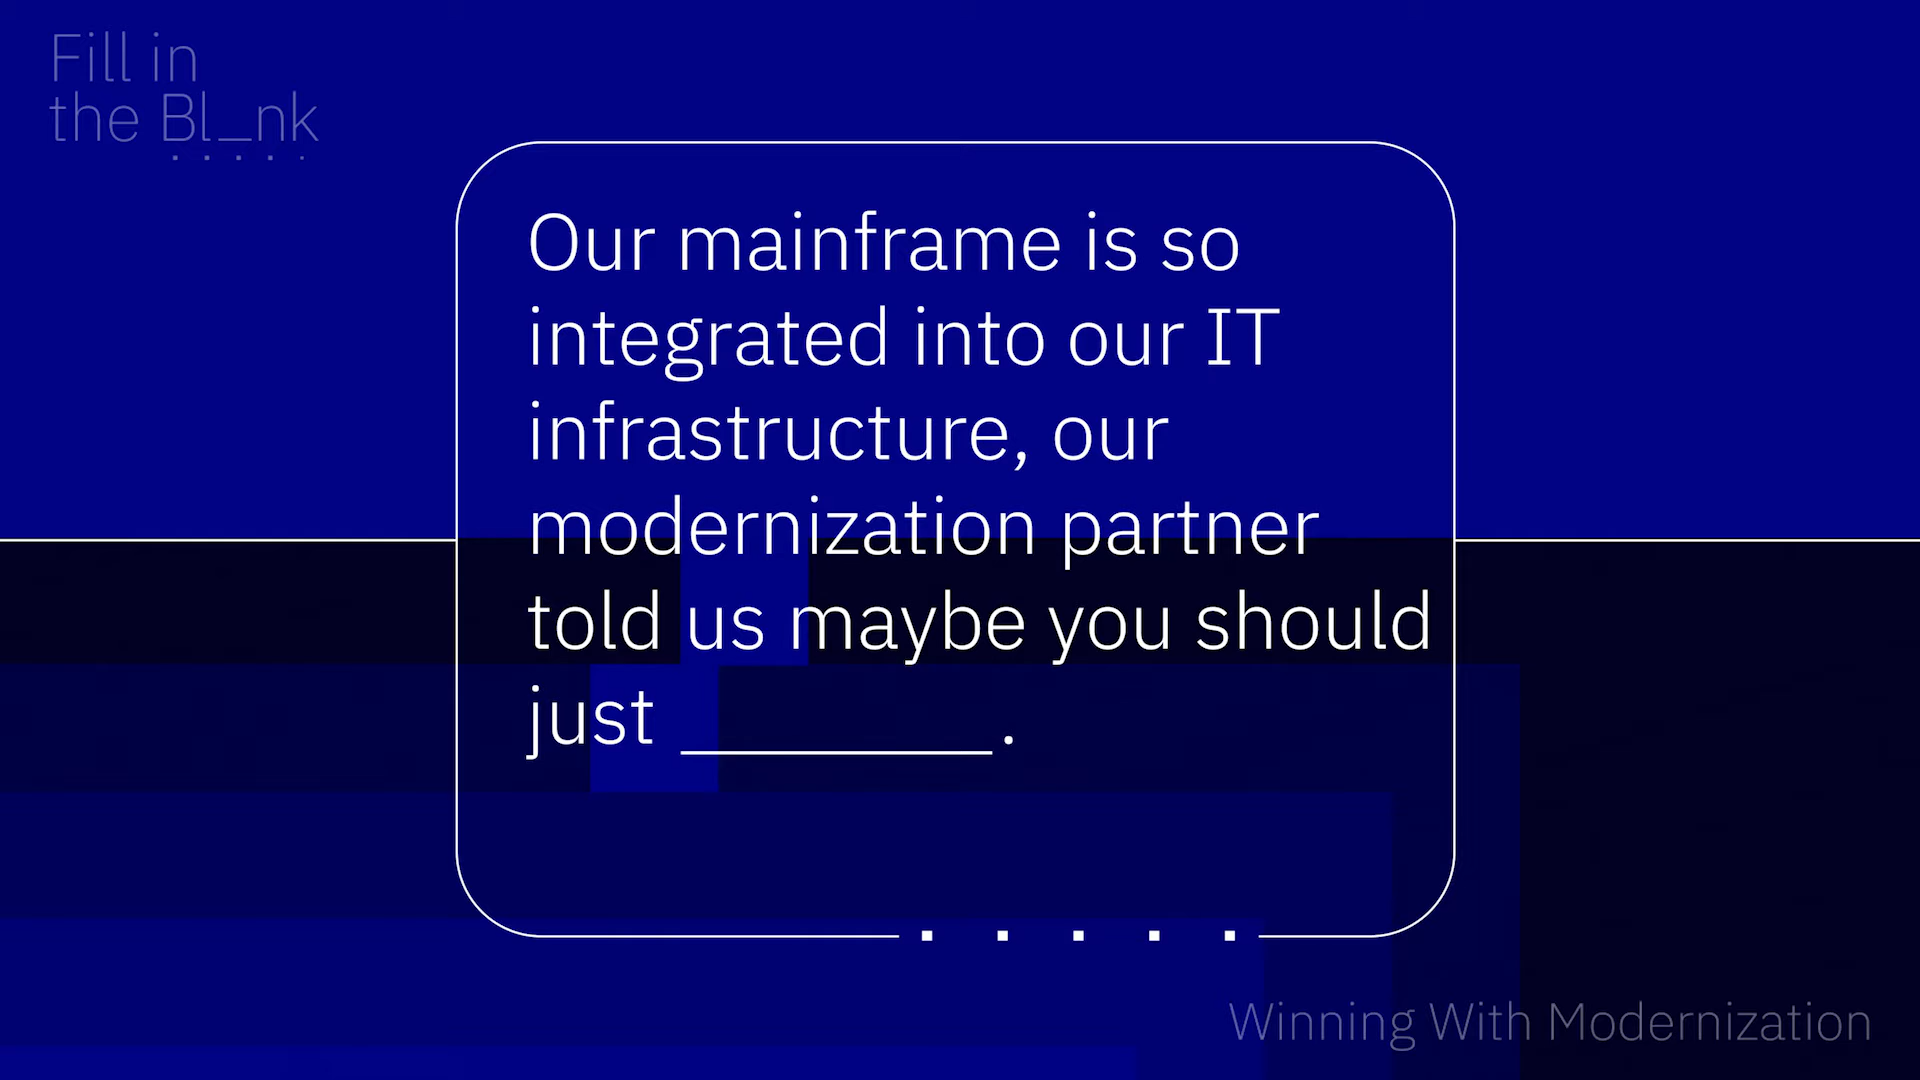 Fill in
the Bl_nk
Our mainframe is so
integrated into our IT
infrastructure, our
modernization partner
told us maybe you should
just ________.
Winning With Modernization